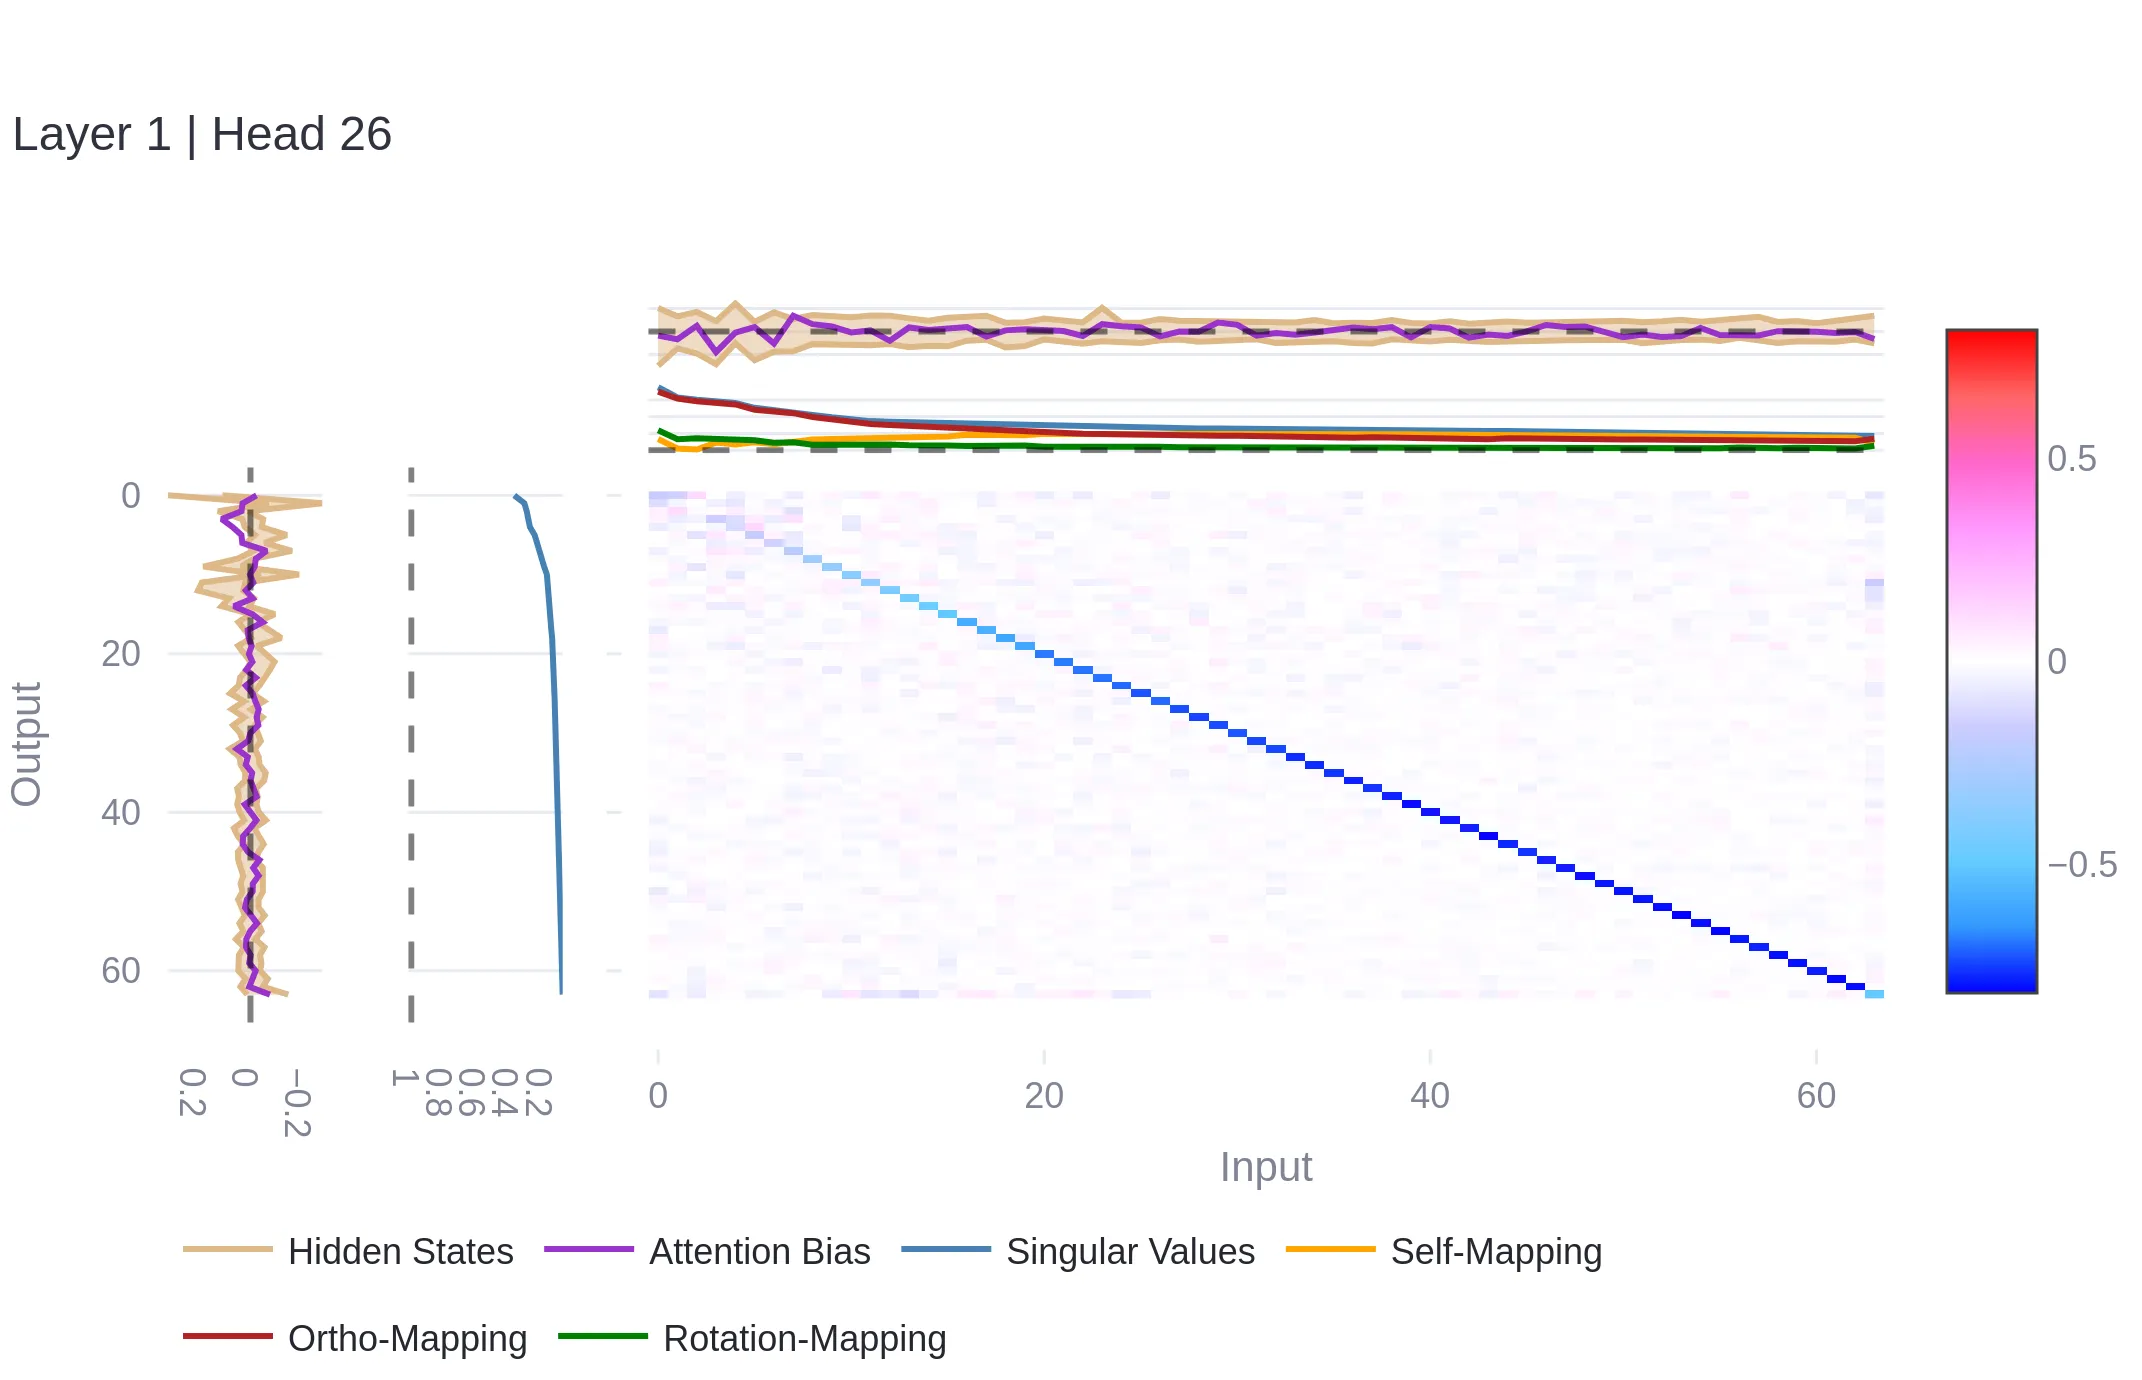 Layer 1 | Head 26
0
20
40
60
Output
0.2
0
−0.2
1
0.8
0.6
0.4
0.2
0
20
40
60
Input
0.5
0
−0.5
Hidden States
Attention Bias
Singular Values
Self-Mapping
Ortho-Mapping
Rotation-Mapping